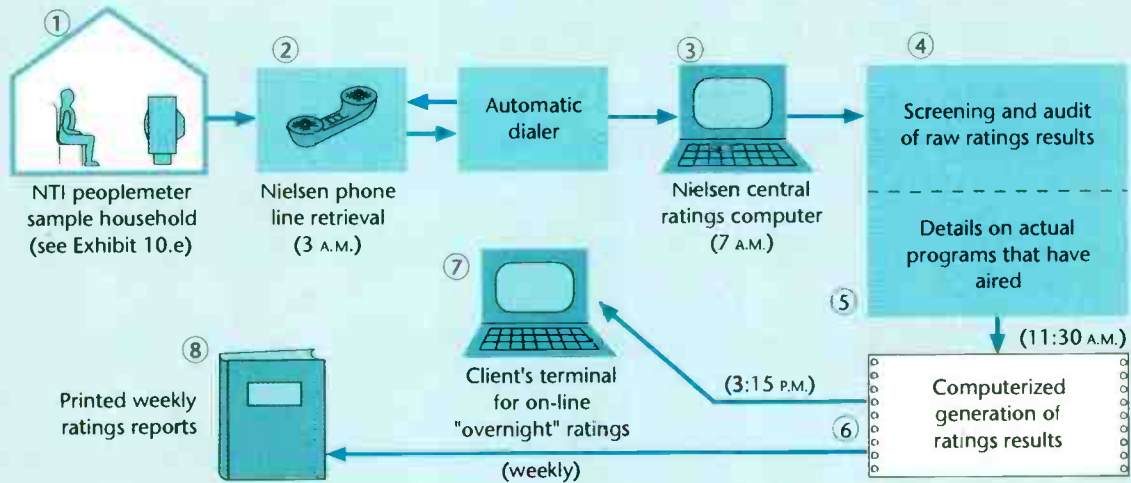 ①
NTI peoplemeter
sample household
(see Exhibit 10.e)
②
Nielsen phone
line retrieval
(3 A.M.)
Automatic
dialer
③
Nielsen central
ratings computer
(7 A.M.)
④
Screening and audit
of raw ratings results
Details on actual
programs that have
aired
⑤
(11:30 A.M.)
Computerized
generation of
ratings results
⑥
(3:15 P.M.)
⑦
Client's terminal
for on-line
"overnight" ratings
(weekly)
⑧
Printed weekly
ratings reports